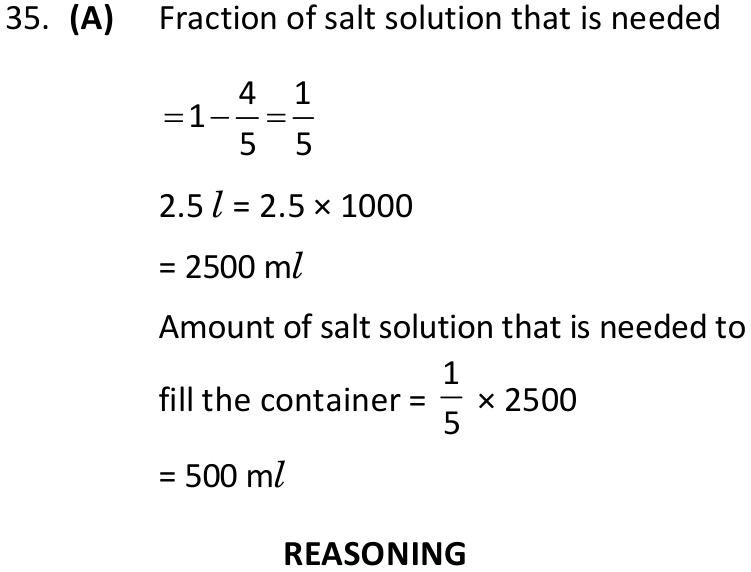 35. (A) Fraction of salt solution that is needed
=1−4/5=1/5
2.5 l = 2.5 × 1000
= 2500 ml
Amount of salt solution that is needed to
fill the container = 1/5 × 2500
= 500 ml
REASONING